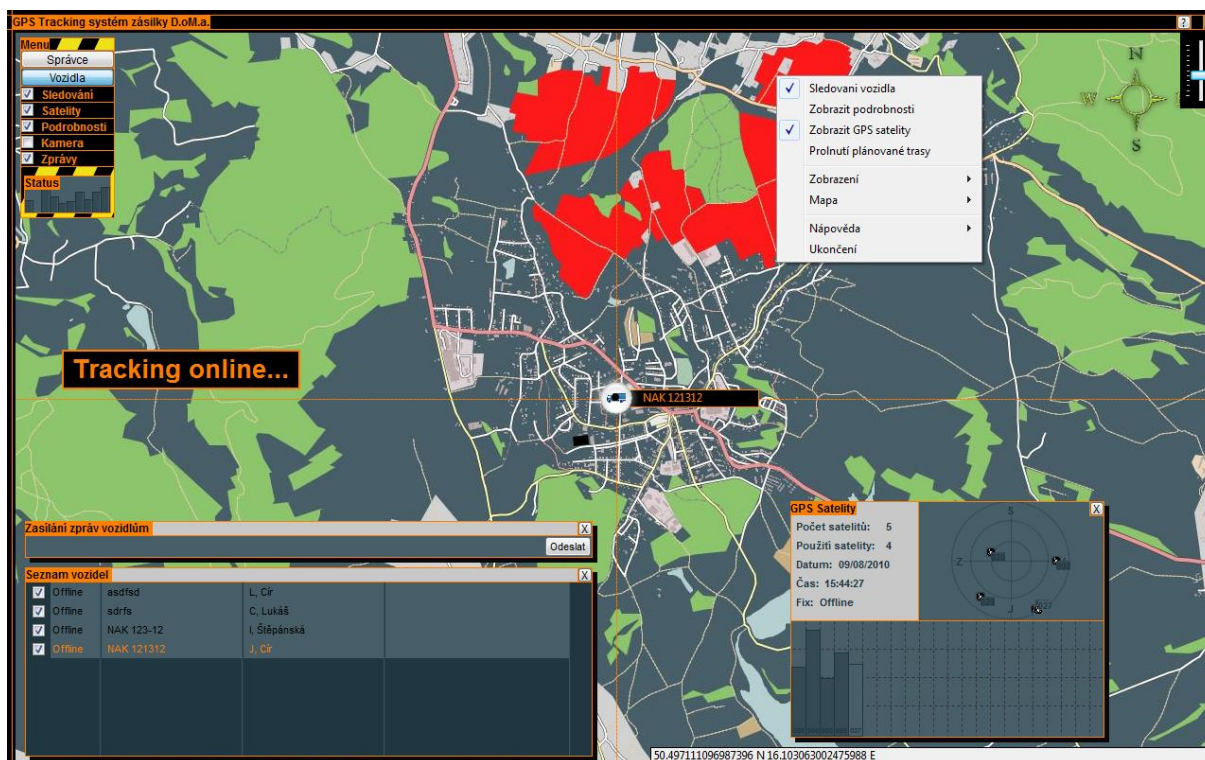 GPS Tracking systém zásilky D.oM.a.
?
Menu
Správce
Vozidla
Sledování
Satelity
Podrobnosti
Kamera
Zprávy
Status
N
W
S
Sledovani vozidla
Zobrazit podrobnosti
Zobrazit GPS satelity
Prolnutí plánované trasy
Zobrazení
Mapa
Nápověda
Ukončení
Tracking online...
NAK 121312
Zasílání zpráv vozidlům X
Odeslat
Seznam vozidel X
Offline asdfsd L, Cír
Offline sdrfs C, Lukáš
Offline NAK 123-12 I, Štěpánská
Offline NAK 121312 J, Cír
GPS Satelity X
Počet satelitů: 5
Použití satelity: 4
Datum: 09/08/2010
Čas: 15:44:27
Fix: Offline
S
Z
J
50.497111096987396 N 16.103063002475988 E